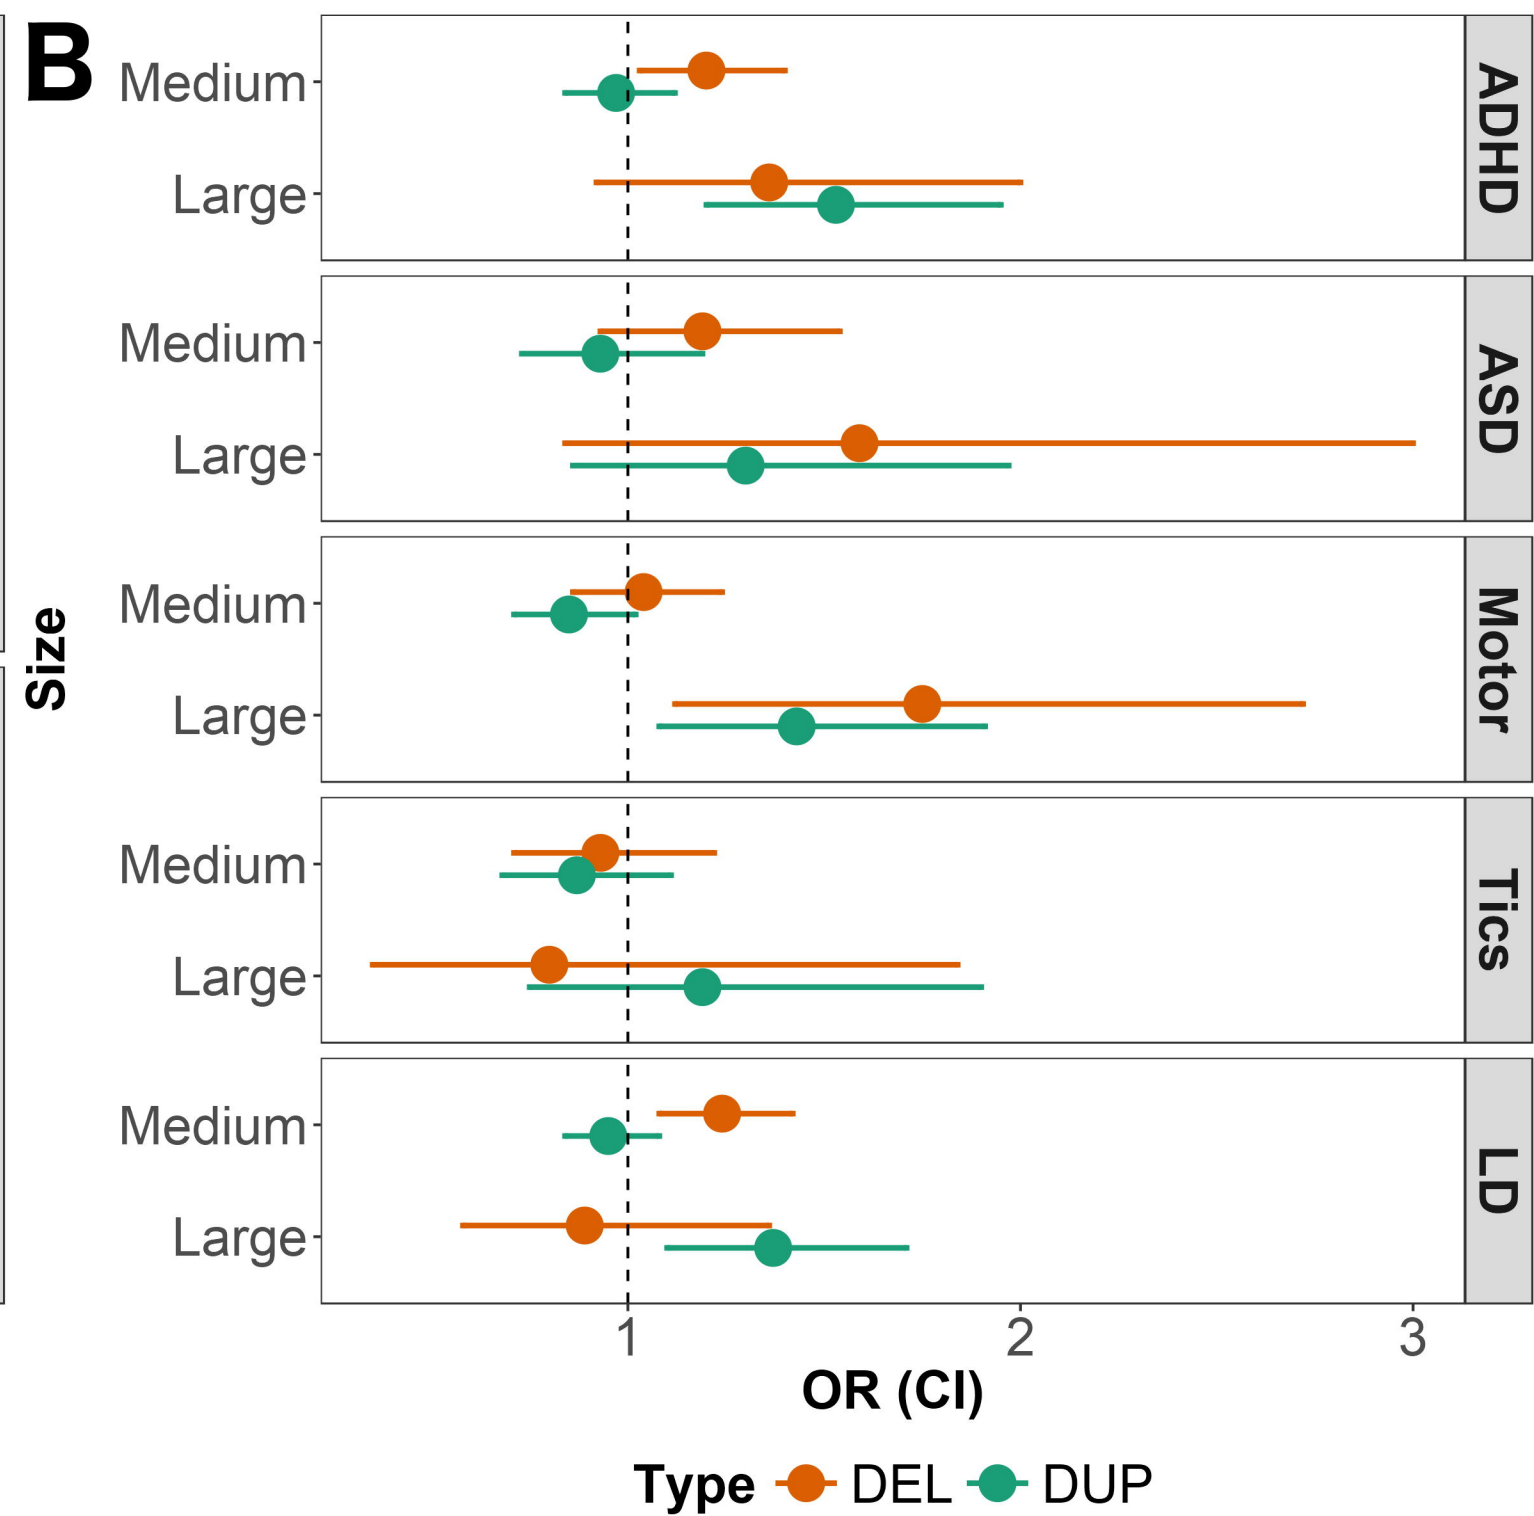 B
Medium
Large
ADHD
Medium
Large
ASD
Medium
Large
Motor
Medium
Large
Tics
Medium
Large
LD
Size
1 2 3
OR (CI)
Type DEL DUP